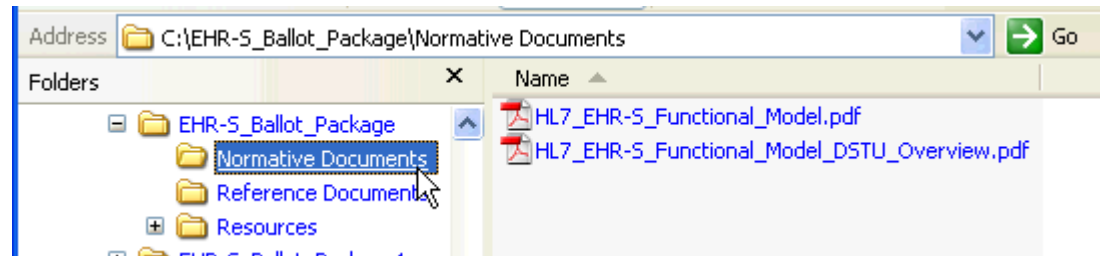 Address C:\EHR-S_Ballot_Package\Normative Documents Go
Folders
Name
EHR-S_Ballot_Package
Normative Documents
Reference Documents
Resources
HL7_EHR-S_Functional_Model.pdf
HL7_EHR-S_Functional_Model_DSTU_Overview.pdf